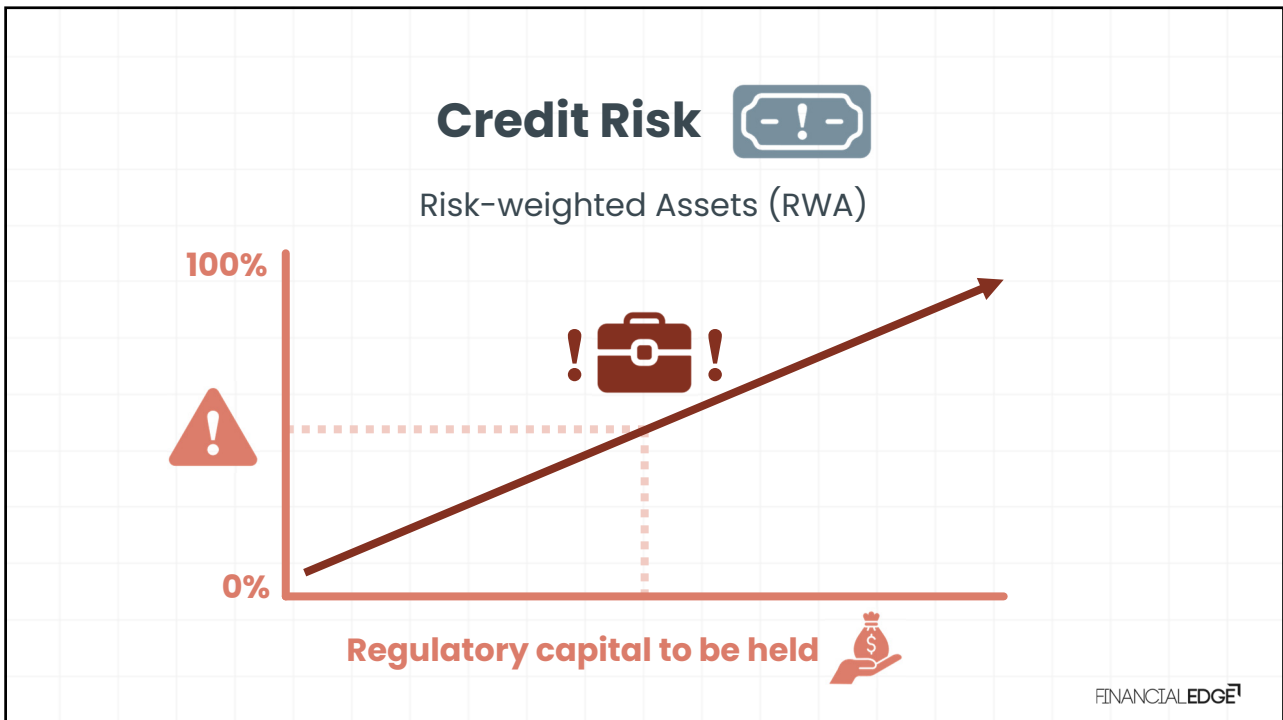 Credit Risk
Risk-weighted Assets (RWA)
100%
0%
Regulatory capital to be held
FINANCIALEDGE